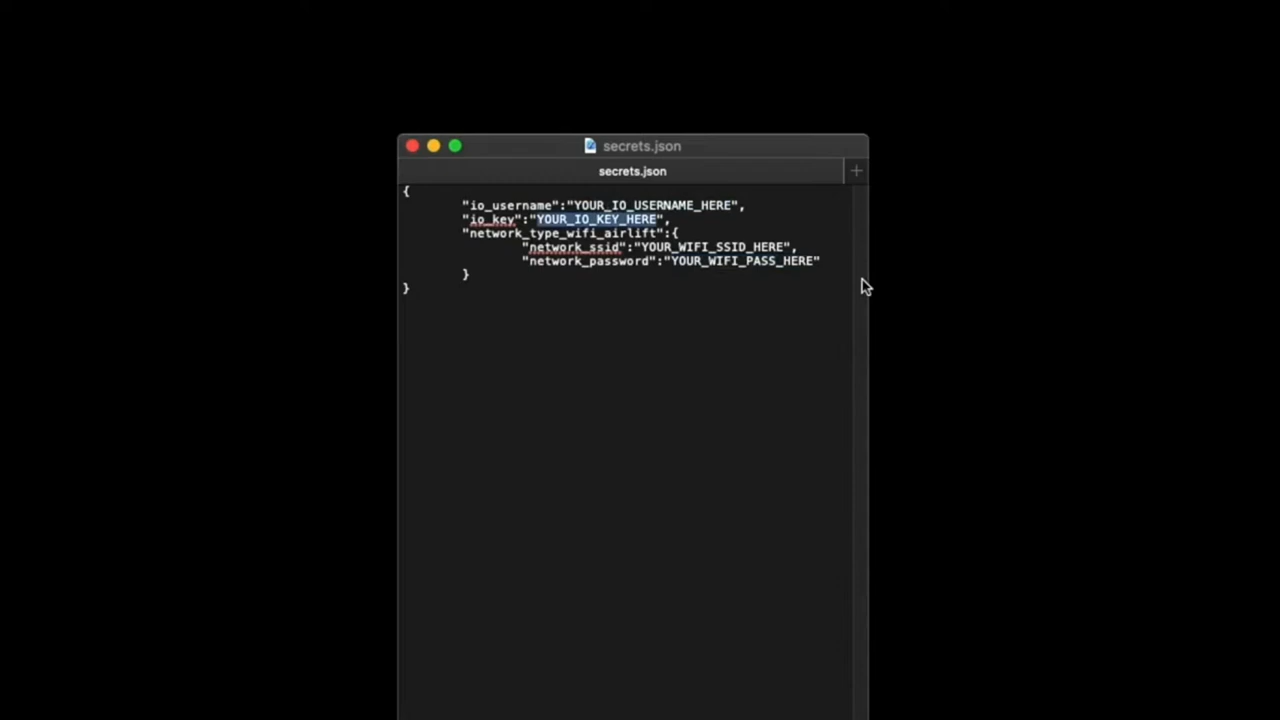 secrets.json
secrets.json
{
"io_username":"YOUR_IO_USERNAME_HERE",
"io_key":"YOUR_IO_KEY_HERE",
"network_type_wifi_airlift":{
"network_ssid":"YOUR_WIFI_SSID_HERE",
"network_password":"YOUR_WIFI_PASS_HERE"
}
}